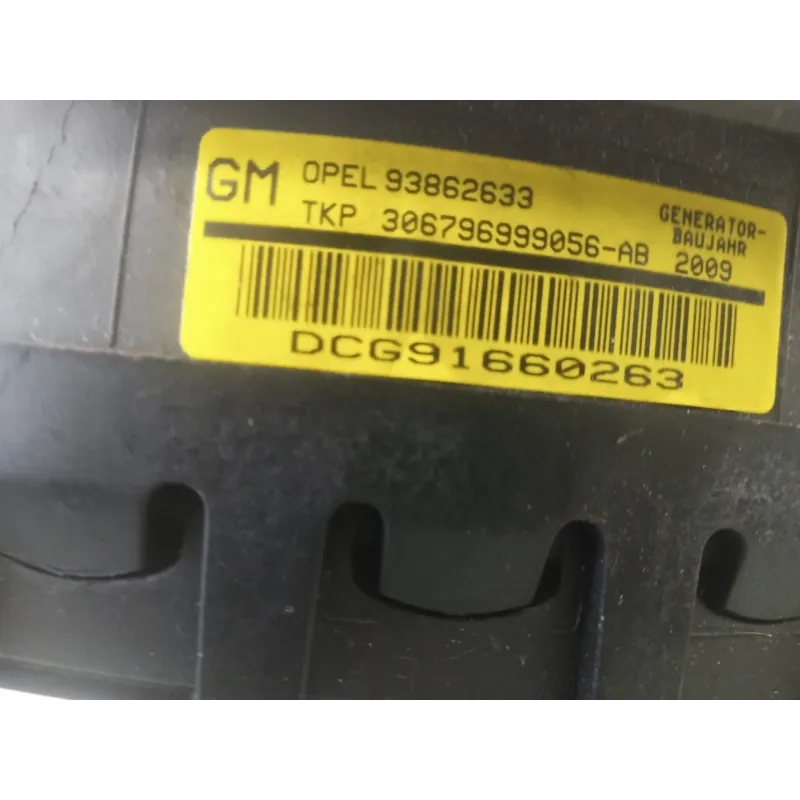 GM OPEL 93862633
TKP 306796999056-AB
GENERATOR-
BAUJAHR
2009
DCG91660263